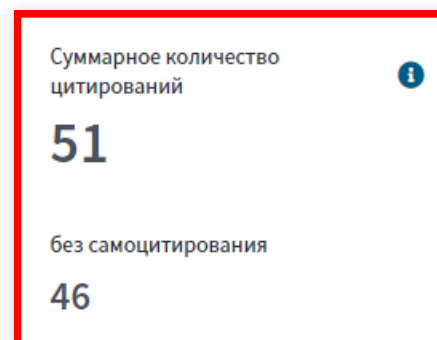 Суммарное количество
цитирований
51
без самоцитирования
46